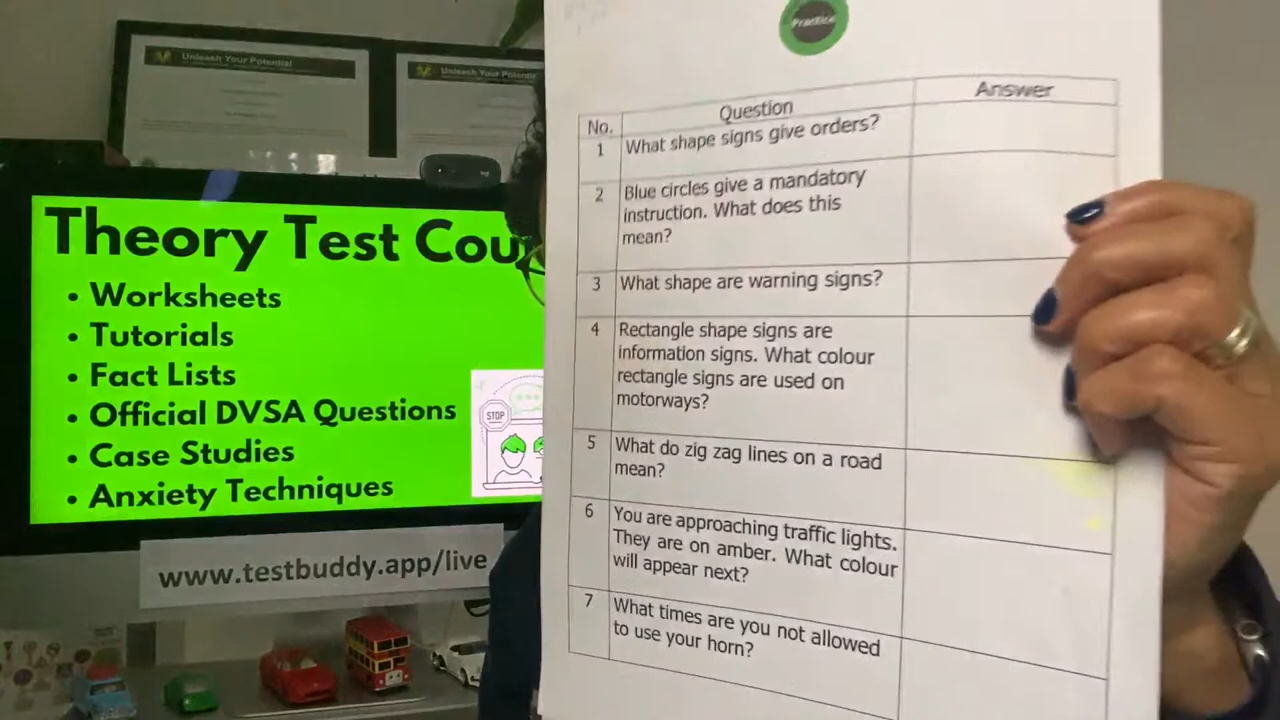 Unleash Your Potential
Unleash Your Potential
Theory Test Cou
• Worksheets
• Tutorials
• Fact Lists
• Official DVSA Questions
• Case Studies
• Anxiety Techniques
STOP
www.testbuddy.app/live
Practice
No. Question Answer
1 What shape signs give orders?
2 Blue circles give a mandatory
instruction. What does this
mean?
3 What shape are warning signs?
4 Rectangle shape signs are
information signs. What colour
rectangle signs are used on
motorways?
5 What do zig zag lines on a road
mean?
6 You are approaching traffic lights.
They are on amber. What colour
will appear next?
7 What times are you not allowed
to use your horn?